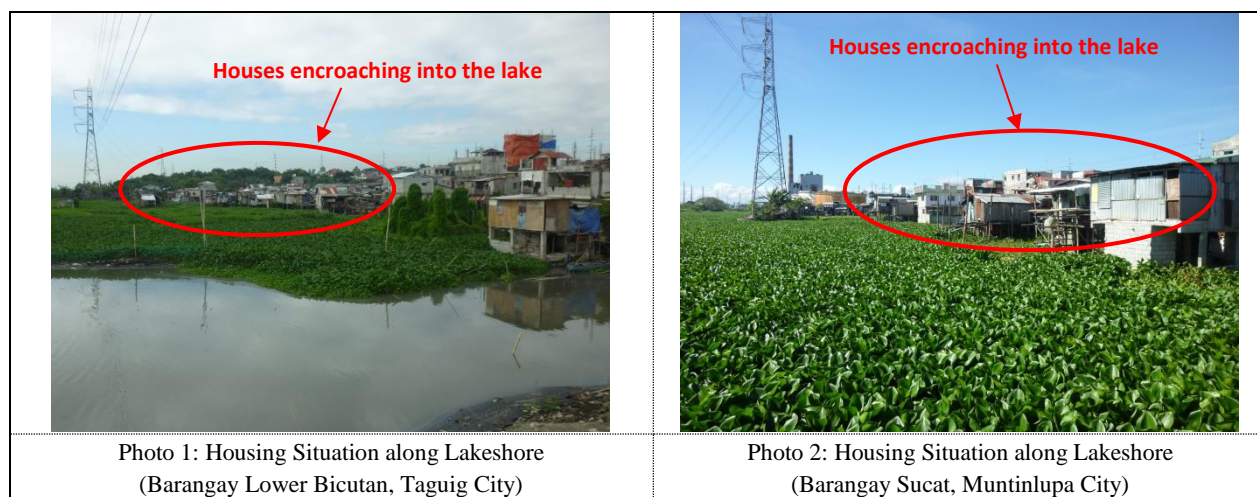 Houses encroaching into the lake
Houses encroaching into the lake
Photo 1: Housing Situation along Lakeshore
(Barangay Lower Bicutan, Taguig City)
Photo 2: Housing Situation along Lakeshore
(Barangay Sucat, Muntinlupa City)